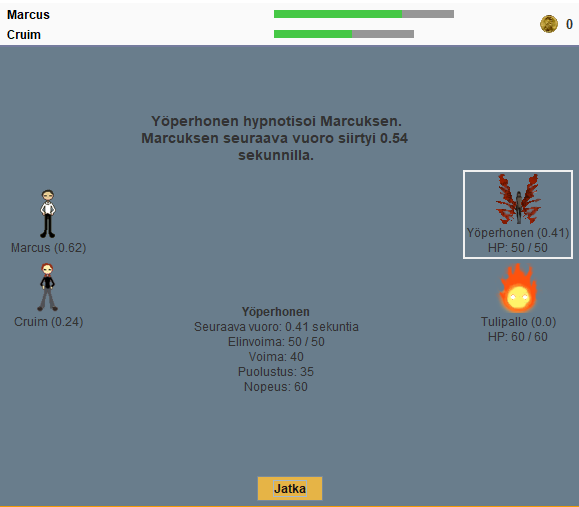 Marcus
Cruim
0
Yöperhonen hypnotisoi Marcuksen.
Marcuksen seuraava vuoro siirtyi 0.54
sekunnilla.
Marcus (0.62)
Cruim (0.24)
Yöperhonen (0.41)
HP: 50 / 50
Tulipallo (0.0)
HP: 60 / 60
Yöperhonen
Seuraava vuoro: 0.41 sekuntia
Elinvoima: 50 / 50
Voima: 40
Puolustus: 35
Nopeus: 60
Jatka